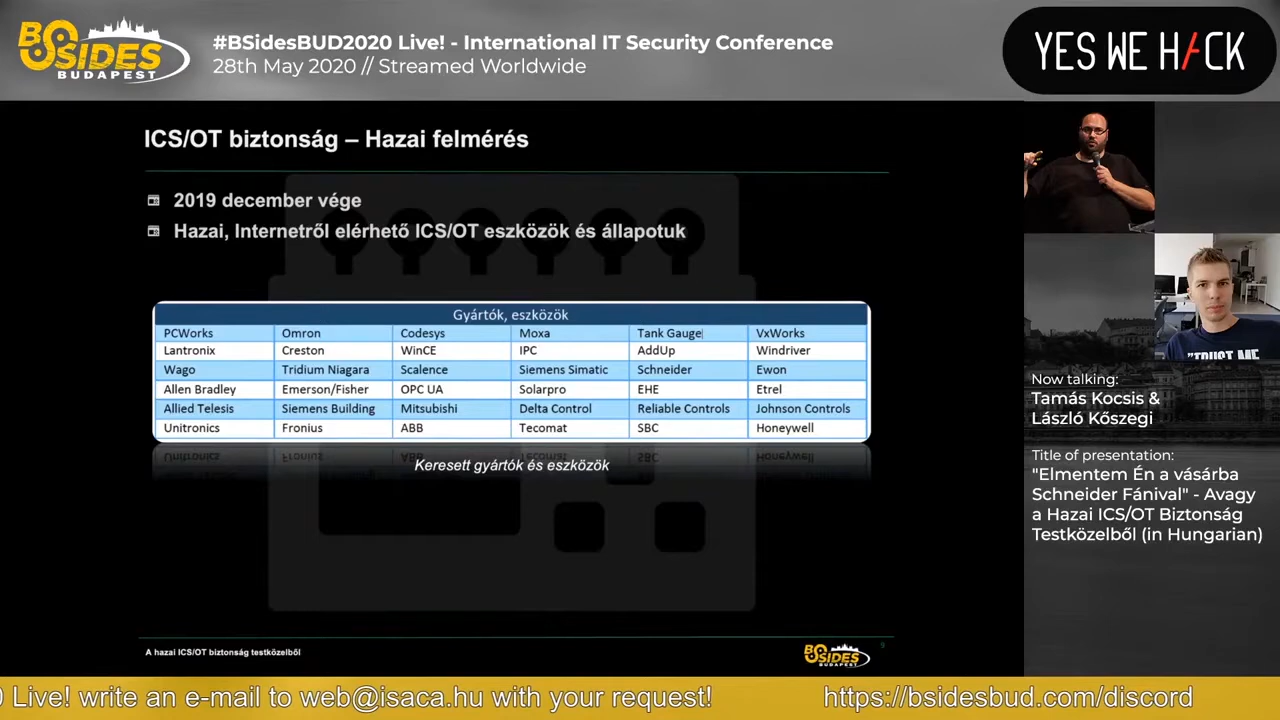 BSIDES
BUDAPEST
#BSidesBUD2020 Live! - International IT Security Conference
28th May 2020 // Streamed Worldwide
YES WE H/CK
ICS/OT biztonság – Hazai felmérés
2019 december vége
Hazai, Internetről elérhető ICS/OT eszközök és állapotuk
Gyártók, eszközök
PCWorks Omron Codesys Moxa Tank Gauge VxWorks
Lantronix Creston WinCE IPC AddUp Windriver
Wago Tridium Niagara Scalence Siemens Simatic Schneider Ewon
Allen Bradley Emerson/Fisher OPC UA Solarpro EHE Etrel
Allied Telesis Siemens Building Mitsubishi Delta Control Reliable Controls Johnson Controls
Unitronics Fronius ABB Tecomat SBC Honeywell
Keresett gyártók és eszközök
"TRUST ME
Now talking:
Tamás Kocsis &
László Kőszegi
Title of presentation:
"Elmentem Én a vásárba
Schneider Fánival" - Avagy
a Hazai ICS/OT Biztonság
Testközelből (in Hungarian)
A hazai ICS/OT biztonság testközelből
BSIDES
BUDAPEST
9
0 Live! write an e-mail to web@isaca.hu with your request!
https://bsidesbud.com/discord